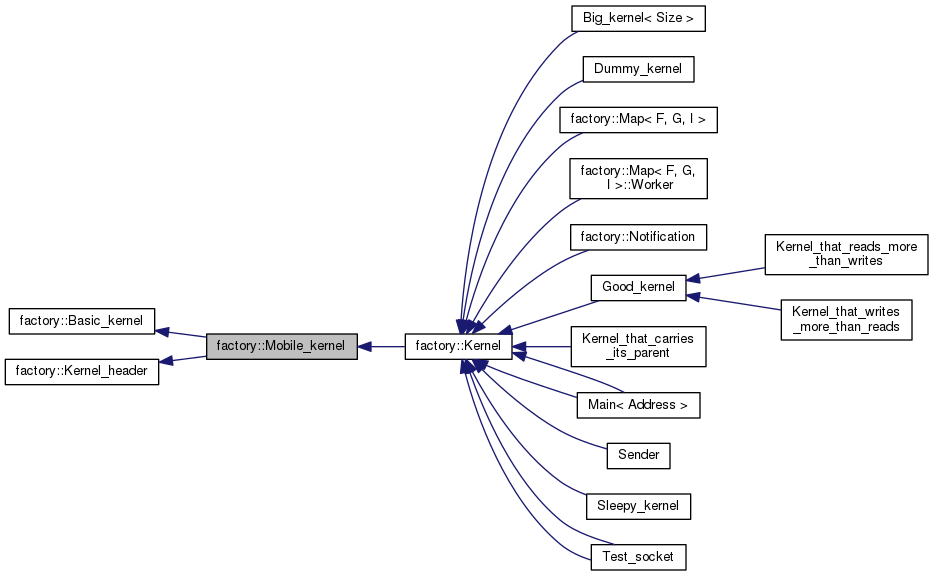 Big_kernel< Size >
Dummy_kernel
factory::Map< F, G, I >
factory::Map< F, G,
I >::Worker
factory::Notification
Kernel_that_reads_more
_than_writes
Good_kernel
Kernel_that_writes
_more_than_reads
factory::Basic_kernel
factory::Mobile_kernel
factory::Kernel
Kernel_that_carries
_its_parent
factory::Kernel_header
Main< Address >
Sender
Sleepy_kernel
Test_socket